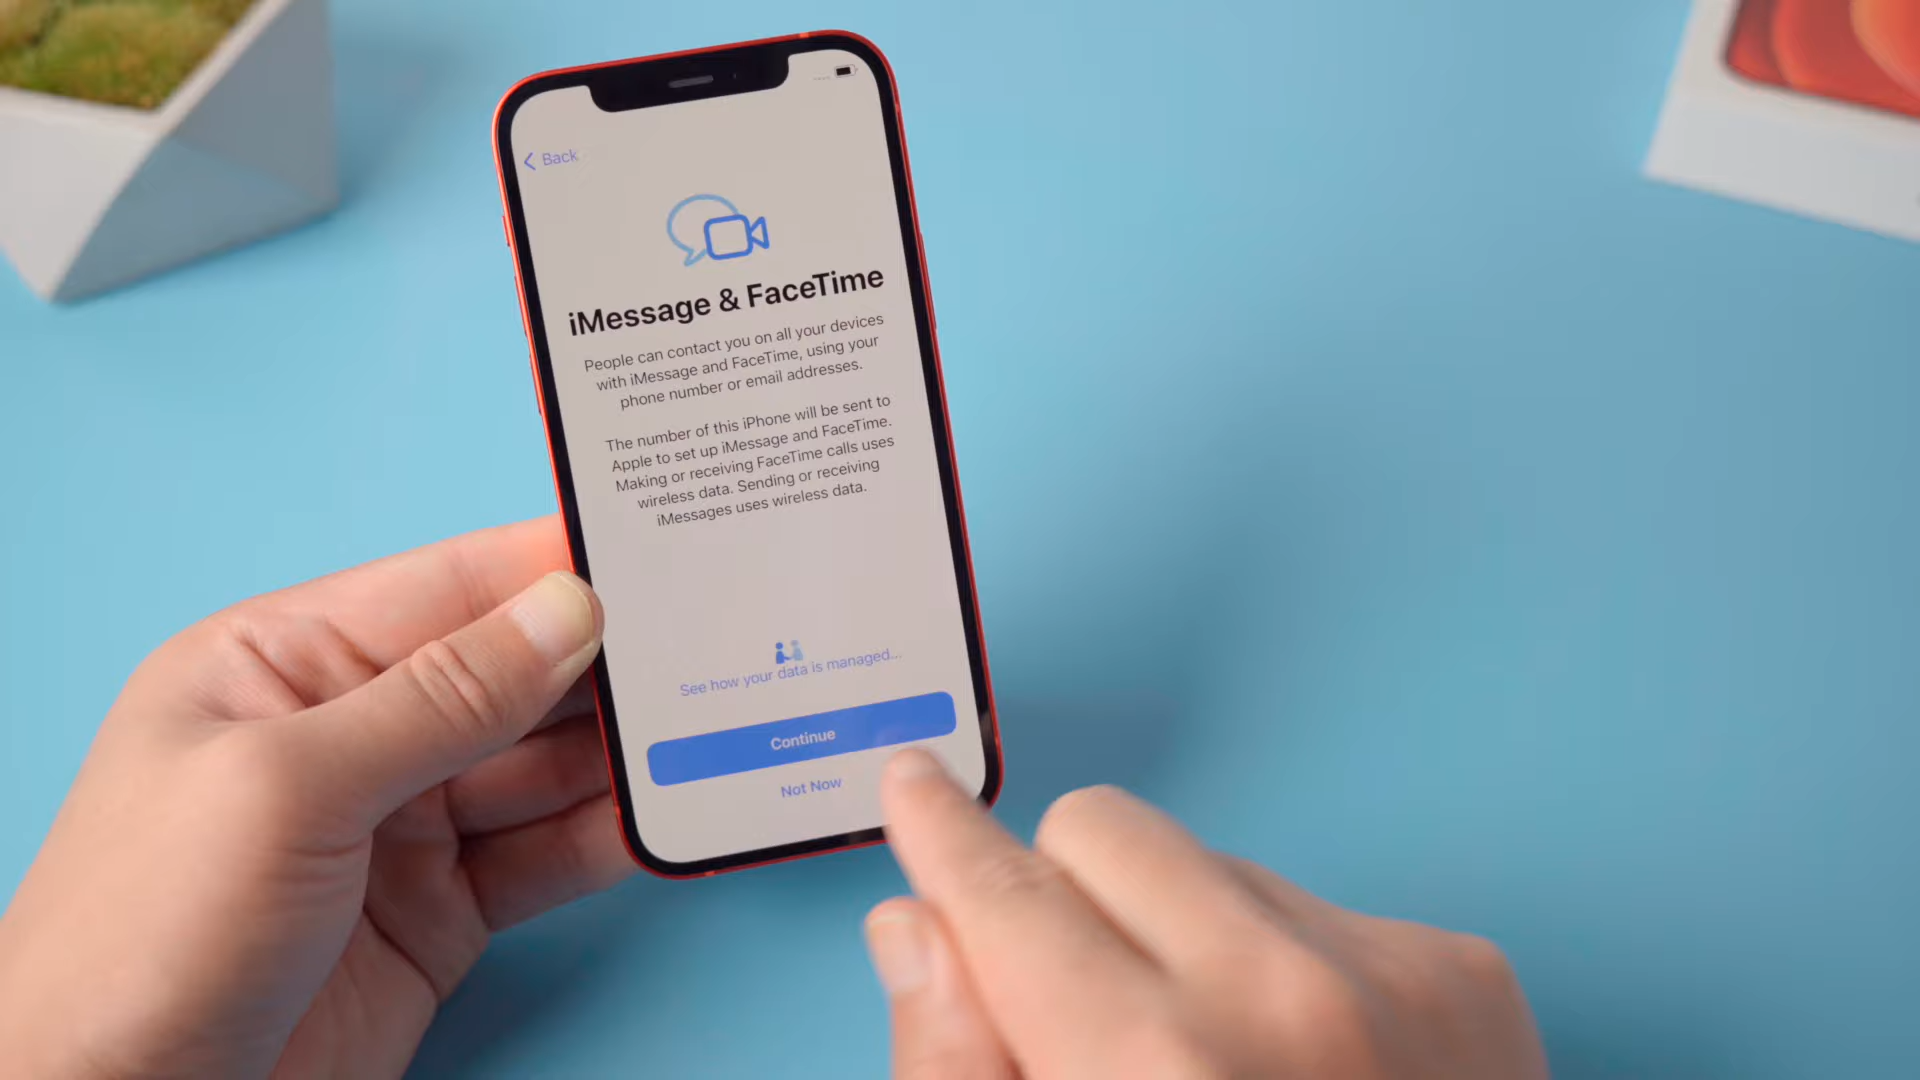 Back
iMessage & FaceTime
People can contact you on all your devices
with iMessage and FaceTime, using your
phone number or email addresses.
The number of this iPhone will be sent to
Apple to set up iMessage and FaceTime.
Making or receiving FaceTime calls uses
wireless data. Sending or receiving
iMessages uses wireless data.
See how your data is managed...
Continue
Not Now